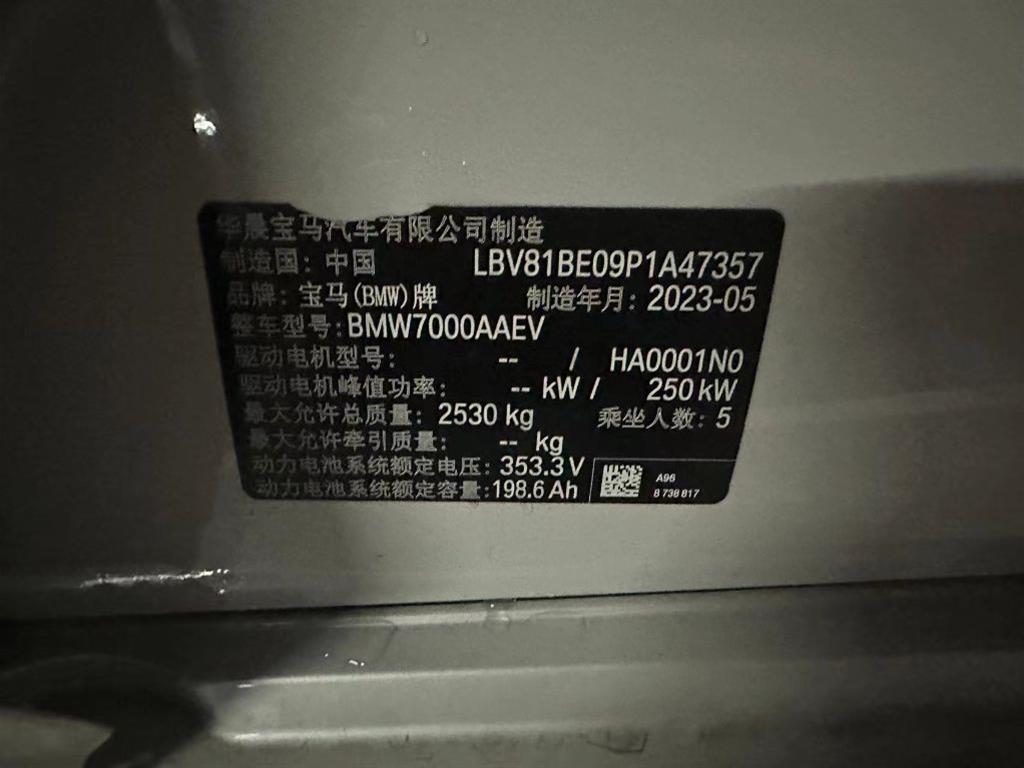 华晨宝马汽车有限公司制造
制造国：中国 LBV81BE09P1A47357
品牌：宝马(BMW)牌 制造年月：2023-05
整车型号：BMW7000AAEV
驱动电机型号： -- / HA0001N0
驱动电机峰值功率： -- kW / 250 kW
最大允许总质量：2530 kg 乘坐人数：5
最大允许牵引质量： -- kg
动力电池系统额定电压：353.3 V
动力电池系统额定容量：198.6 Ah
A96
8 738 817